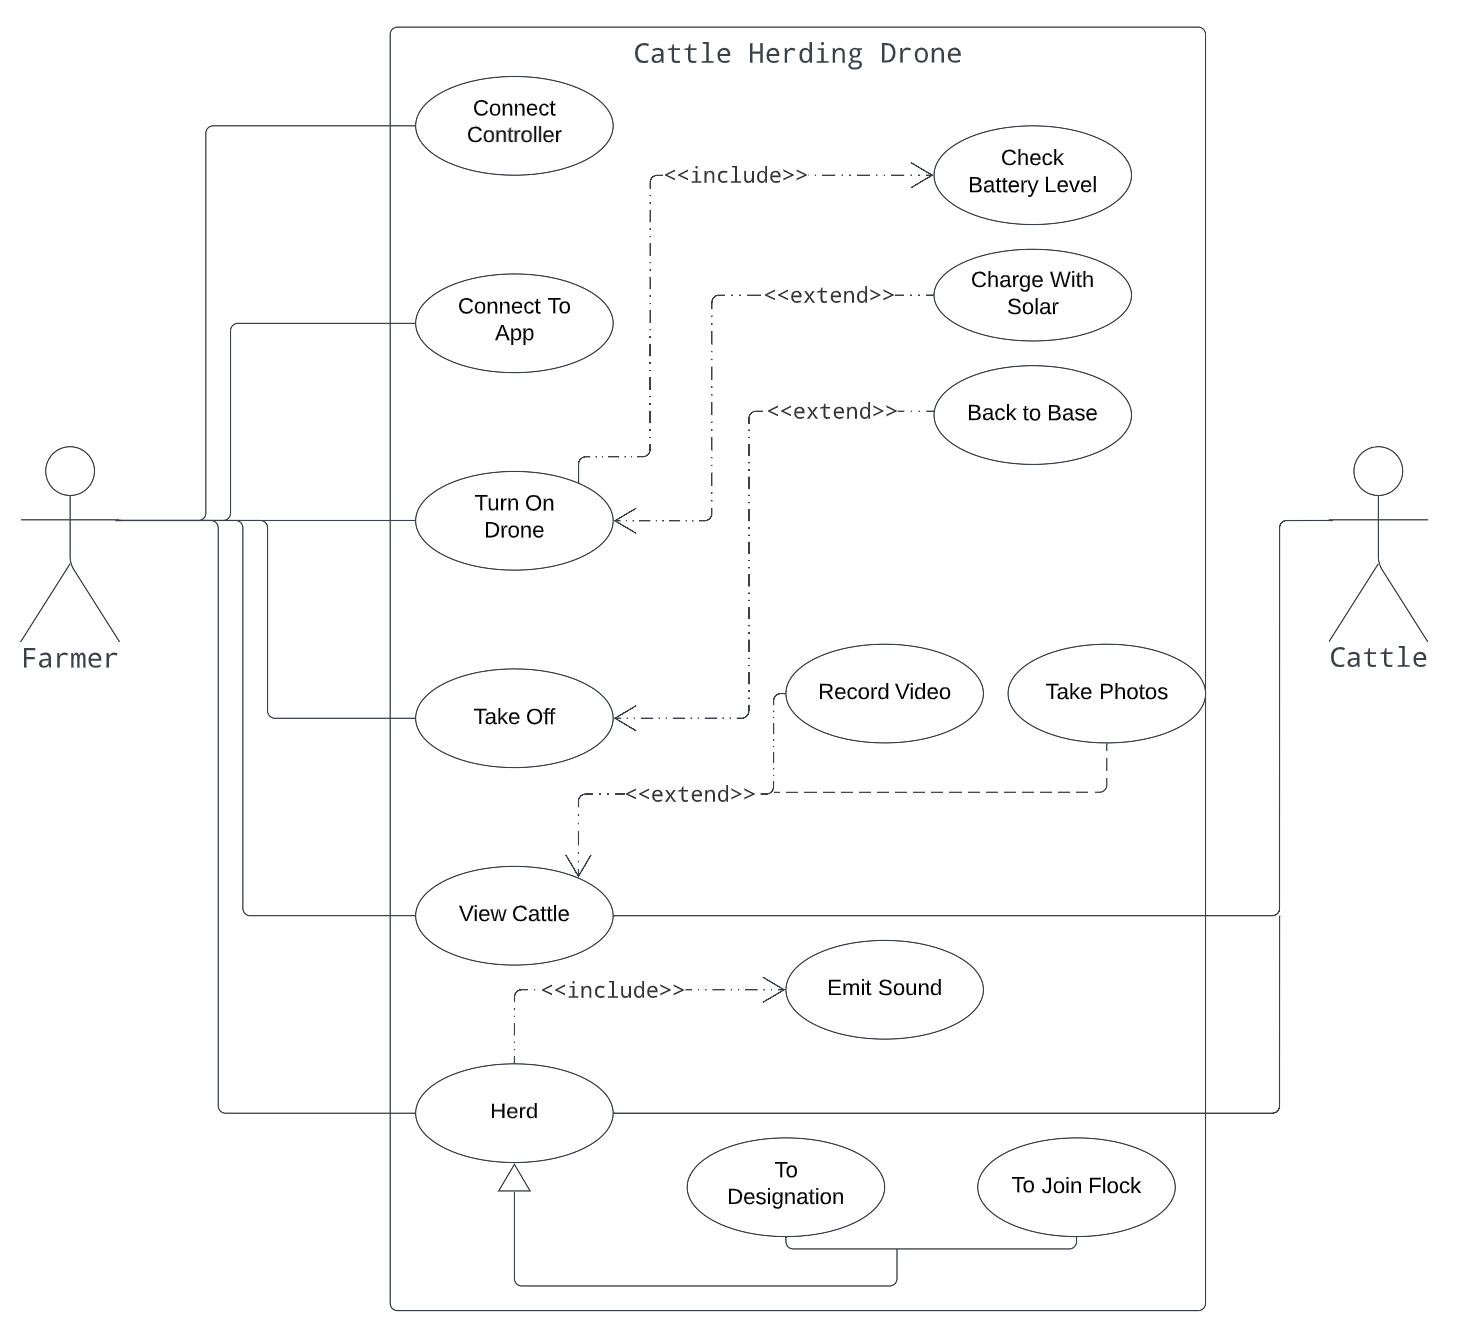 Cattle Herding Drone
Connect
Controller
<<include>>
Check
Battery Level
Connect To
App
<<extend>>
Charge With
Solar
<<extend>>
Back to Base
Turn On
Drone
Farmer
Cattle
Take Off
Record Video
Take Photos
<<extend>>
View Cattle
<<include>>
Emit Sound
Herd
To
Designation
To Join Flock